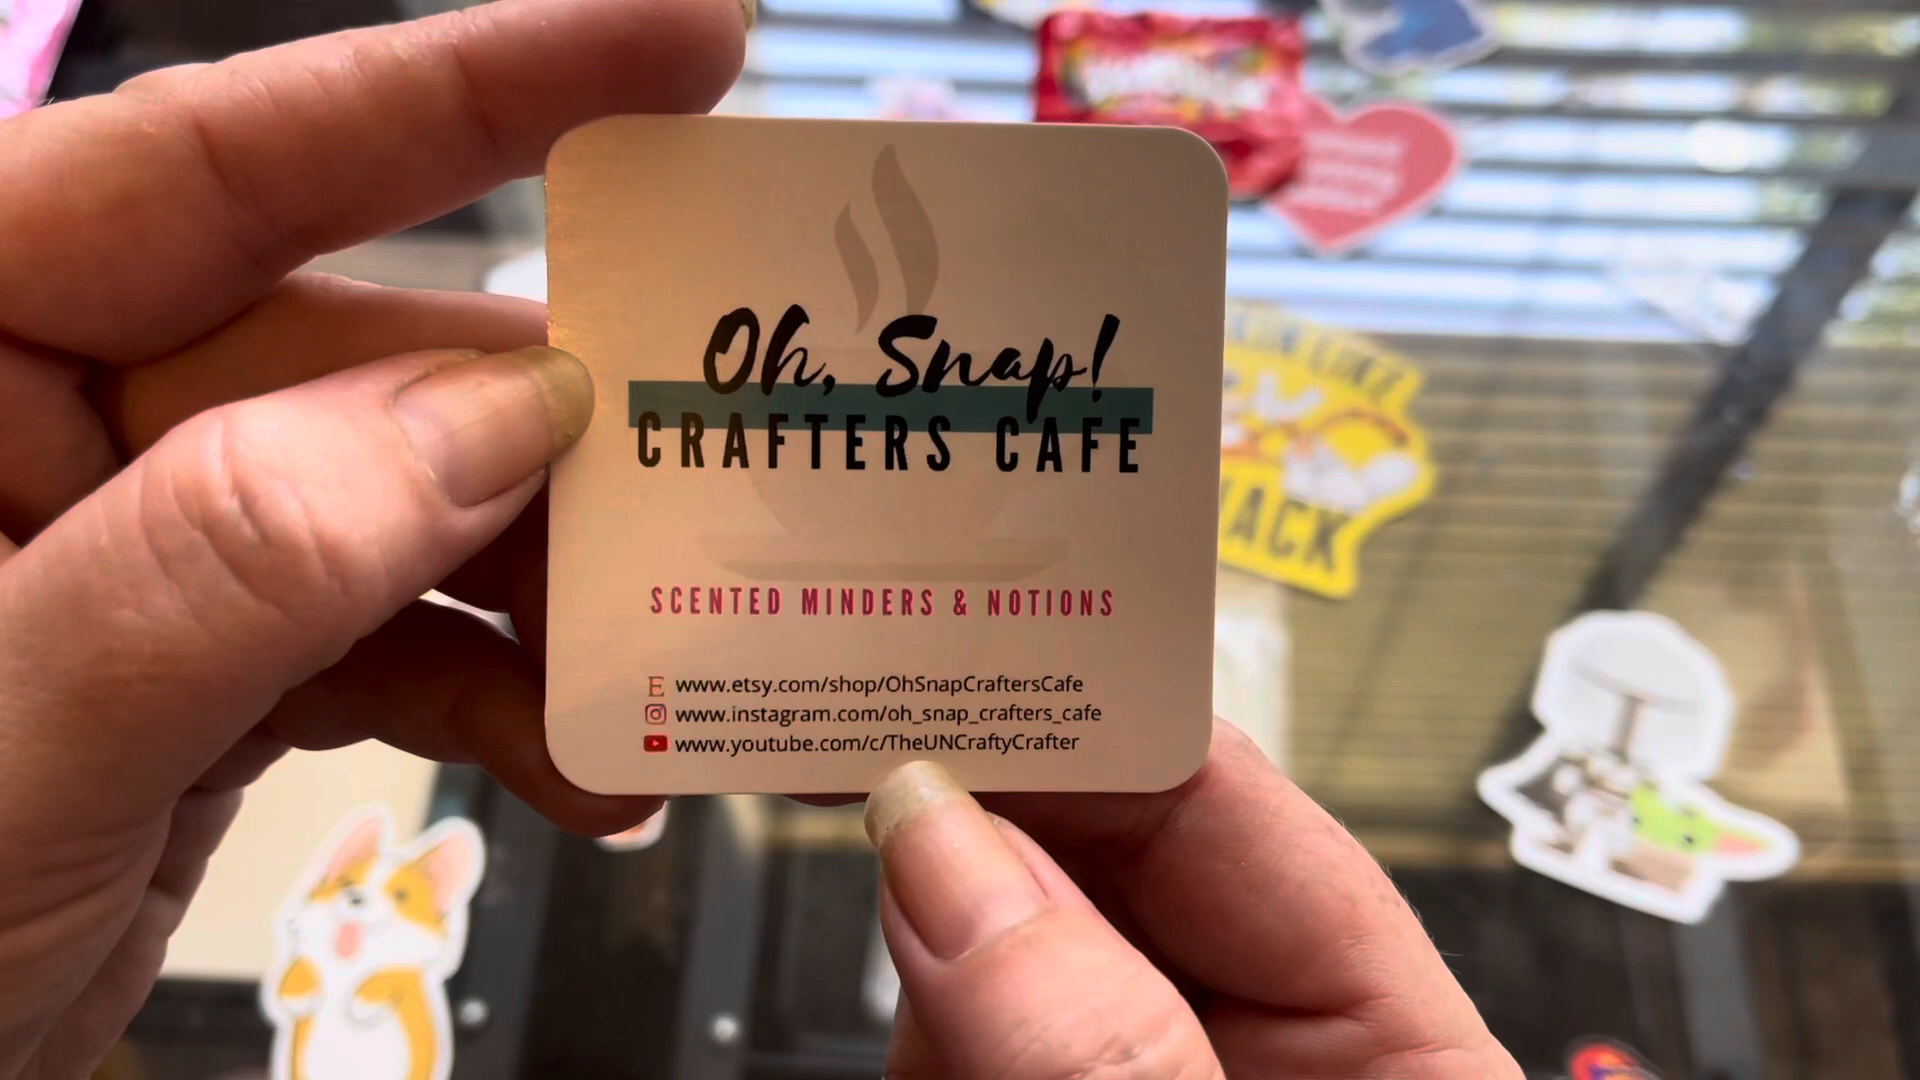 Oh, Snap!
CRAFTERS CAFE
SCENTED MINDERS & NOTIONS
E www.etsy.com/shop/OhSnapCraftersCafe
www.instagram.com/oh_snap_crafters_cafe
www.youtube.com/c/TheUNCraftyCrafter